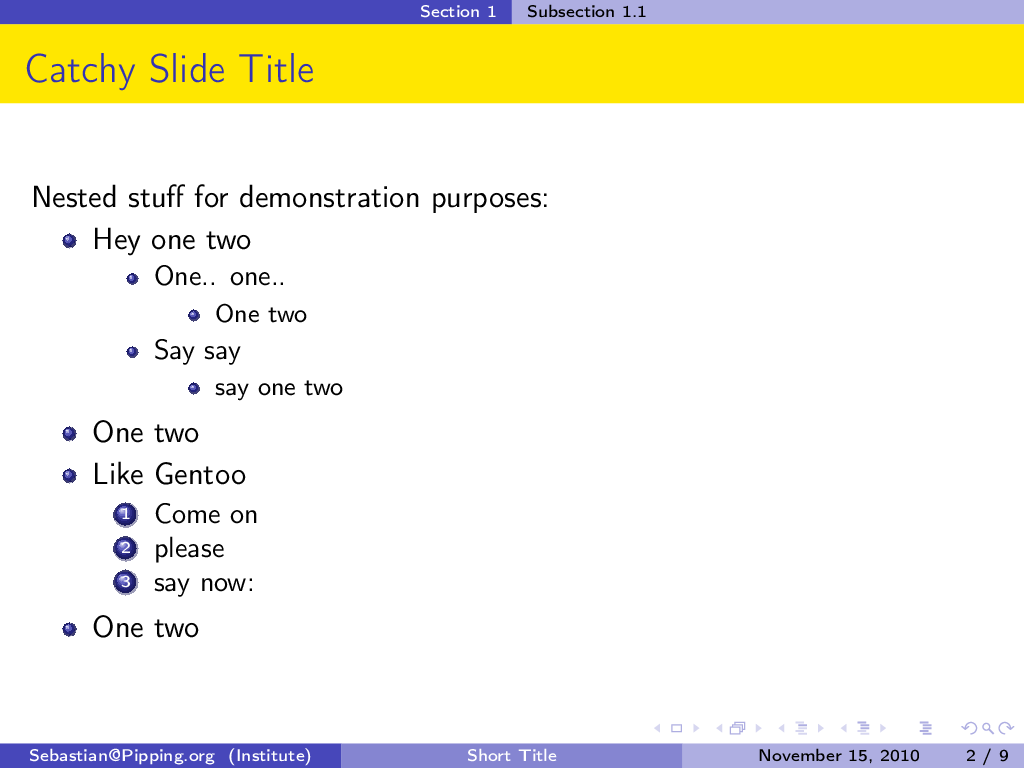 Section 1 Subsection 1.1
Catchy Slide Title
Nested stuff for demonstration purposes:
Hey one two
One.. one..
One two
Say say
say one two
One two
Like Gentoo
1 Come on
2 please
3 say now:
One two
Sebastian@Pipping.org (Institute) Short Title November 15, 2010 2 / 9